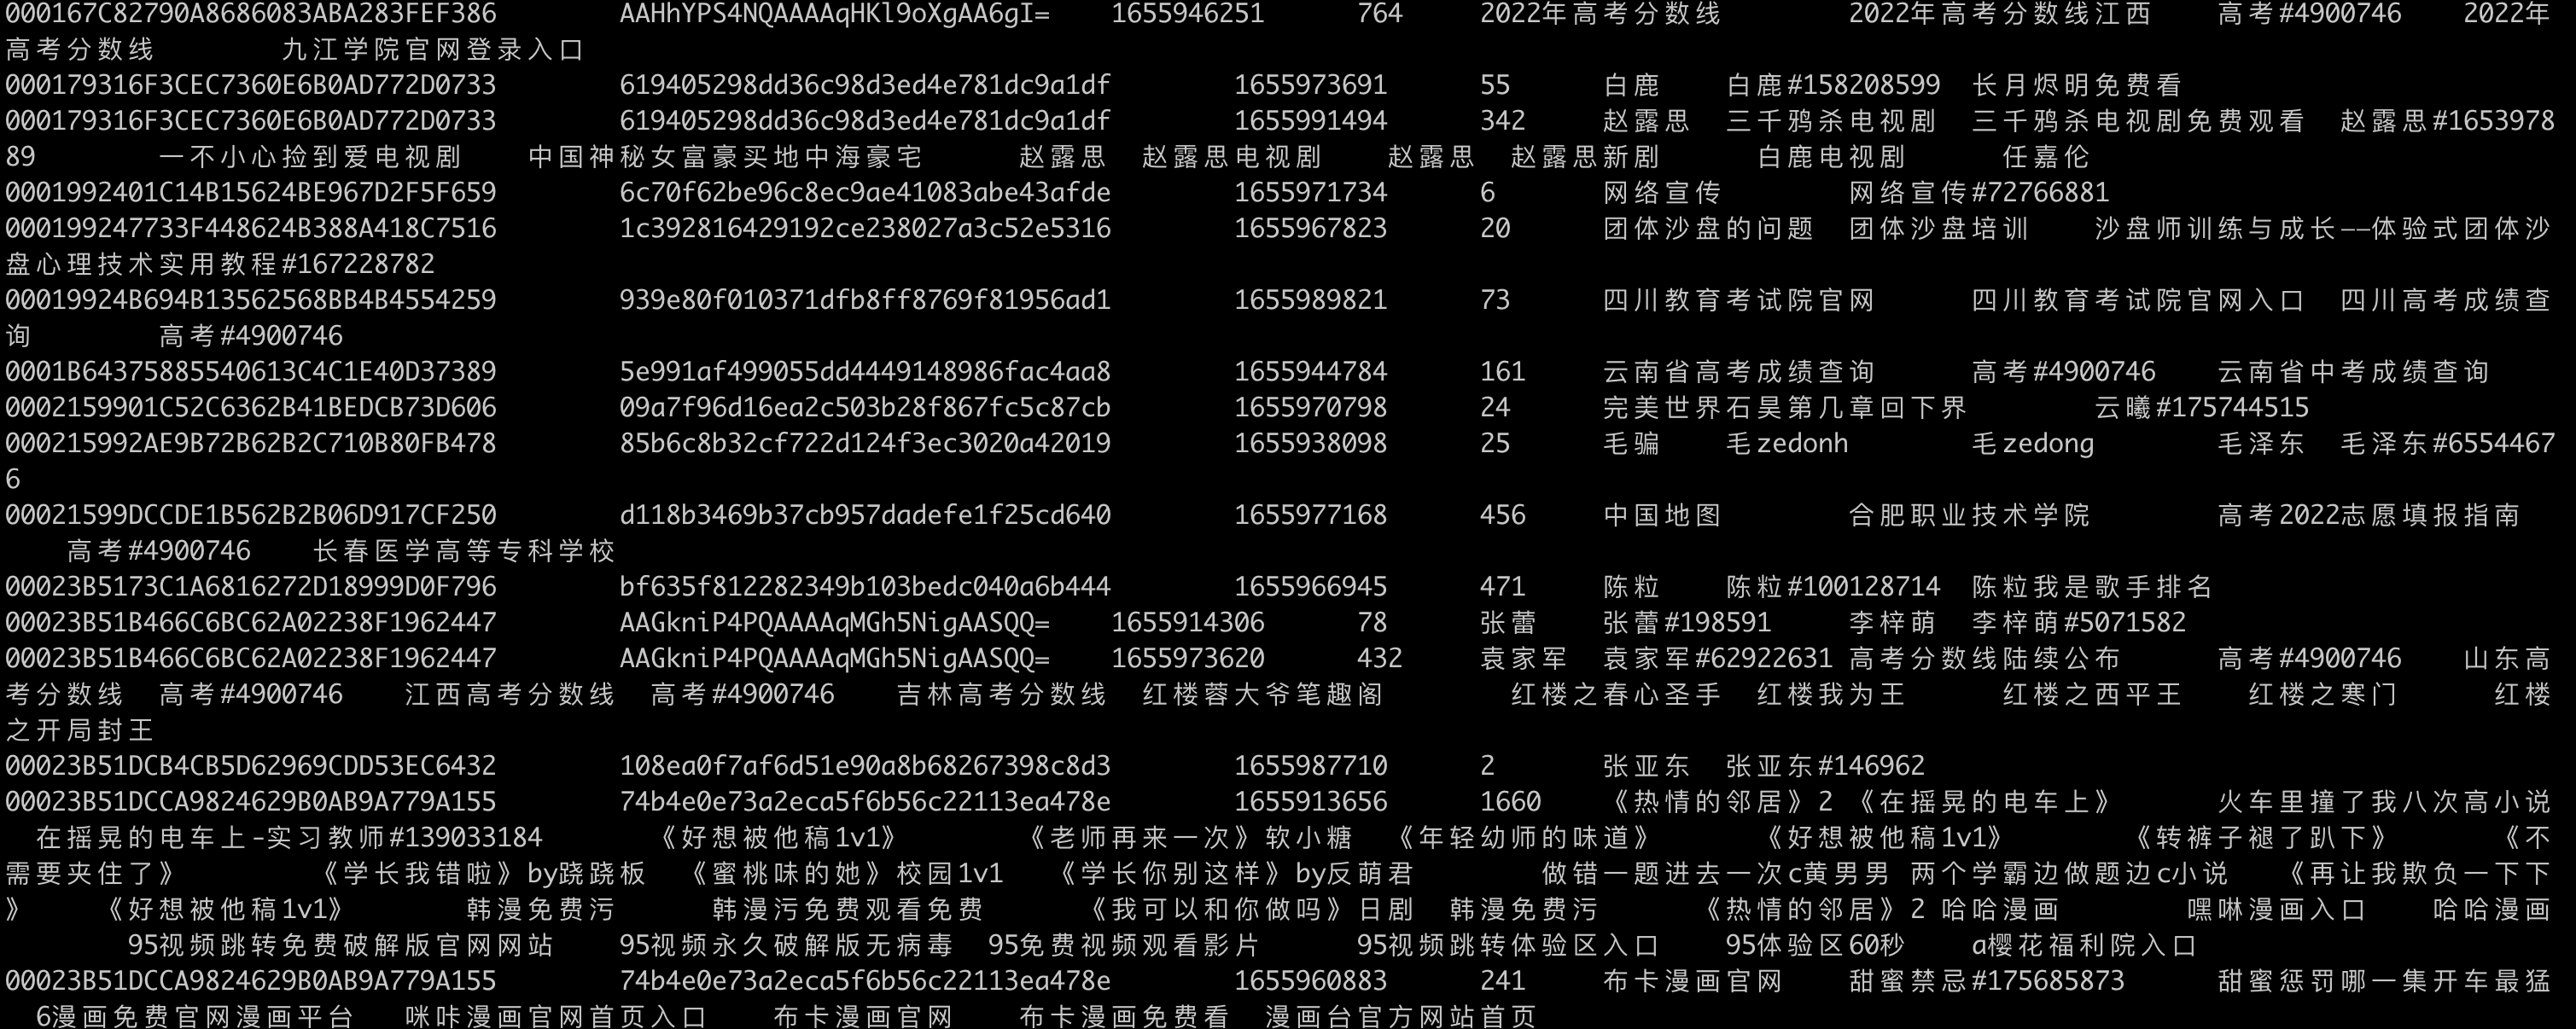 000167C82790A8686083ABA283FEF386 AAHhYPS4NQAAAAqHKl9oXgAA6gI= 1655946251 764 2022年高考分数线 2022年高考分数线江西 高考#4900746 2022年
高考分数线 九江学院官网登录入口
000179316F3CEC7360E6B0AD772D0733 619405298dd36c98d3ed4e781dc9a1df 1655973691 55 白鹿 白鹿#158208599 长月烬明免费看
000179316F3CEC7360E6B0AD772D0733 619405298dd36c98d3ed4e781dc9a1df 1655991494 342 赵露思 三千鸦杀电视剧 三千鸦杀电视剧免费观看 赵露思#1653978
89 一不小心捡到爱电视剧 中国神秘女富豪买地中海豪宅 赵露思 赵露思电视剧 赵露思 赵露思新剧 白鹿电视剧 任嘉伦
0001992401C14B15624BE967D2F5F659 6c70f62be96c8ec9ae41083abe43afde 1655971734 6 网络宣传 网络宣传#72766881
000199247733F448624B388A418C7516 1c392816429192ce238027a3c52e5316 1655967823 20 团体沙盘的问题 团体沙盘培训 沙盘师训练与成长——体验式团体沙
盘心理技术实用教程#167228782
00019924B694B13562568BB4B4554259 939e80f010371dfb8ff8769f81956ad1 1655989821 73 四川教育考试院官网 四川教育考试院官网入口 四川高考成绩查
询 高考#4900746
0001B64375885540613C4C1E40D37389 5e991af499055dd4449148986fac4aa8 1655944784 161 云南省高考成绩查询 高考#4900746 云南省中考成绩查询
0002159901C52C6362B41BEDCB73D606 09a7f96d16ea2c503b28f867fc5c87cb 1655970798 24 完美世界石昊第几章回下界 云曦#175744515
000215992AE9B72B62B2C710B80FB478 85b6c8b32cf722d124f3ec3020a42019 1655938098 25 毛骗 毛zedonh 毛zedong 毛泽东 毛泽东#6554467
6
00021599DCCDE1B562B2B06D917CF250 d118b3469b37cb957dadefe1f25cd640 1655977168 456 中国地图 合肥职业技术学院 高考2022志愿填报指南
高考#4900746 长春医学高等专科学校
00023B5173C1A6816272D18999D0F796 bf635f812282349b103bedc040a6b444 1655966945 471 陈粒 陈粒#100128714 陈粒我是歌手排名
00023B51B466C6BC62A02238F1962447 AAGkniP4PQAAAAqMGh5NigAASQQ= 1655914306 78 张蕾 张蕾#198591 李梓萌 李梓萌#5071582
00023B51B466C6BC62A02238F1962447 AAGkniP4PQAAAAqMGh5NigAASQQ= 1655973620 432 袁家军 袁家军#62922631 高考分数线陆续公布 高考#4900746 山东高
考分数线 高考#4900746 江西高考分数线 高考#4900746 吉林高考分数线 红楼蓉大爷笔趣阁 红楼之春心圣手 红楼我为王 红楼之西平王 红楼之寒门 红楼
之开局封王
00023B51DCB4CB5D62969CDD53EC6432 108ea0f7af6d51e90a8b68267398c8d3 1655987710 2 张亚东 张亚东#146962
00023B51DCCA9824629B0AB9A779A155 74b4e0e73a2eca5f6b56c22113ea478e 1655913656 1660 《热情的邻居》2 《在摇晃的电车上》 火车里撞了我八次高小说
在摇晃的电车上-实习教师#139033184 《好想被他稿1v1》 《老师再来一次》软小糖 《年轻幼师的味道》 《好想被他稿1v1》 《转裤子褪了趴下》 《不
需要夹住了》 《学长我错啦》by跷跷板 《蜜桃味的她》校园1v1 《学长你别这样》by反萌君 做错一题进去一次c黄男男 两个学霸边做题边c小说 《再让我欺负一下下
》 《好想被他稿1v1》 韩漫免费污 韩漫污免费观看免费 《我可以和你做吗》日剧 韩漫免费污 《热情的邻居》2 哈哈漫画 嘿咻漫画入口 哈哈漫画
95视频跳转免费破解版官网网站 95视频永久破解版无病毒 95免费视频观看影片 95视频跳转体验区入口 95体验区60秒 a樱花福利院入口
00023B51DCCA9824629B0AB9A779A155 74b4e0e73a2eca5f6b56c22113ea478e 1655960883 241 布卡漫画官网 甜蜜禁忌#175685873 甜蜜惩罚哪一集开车最猛
6漫画免费官网漫画平台 咪咔漫画官网首页入口 布卡漫画官网 布卡漫画免费看 漫画台官方网站首页